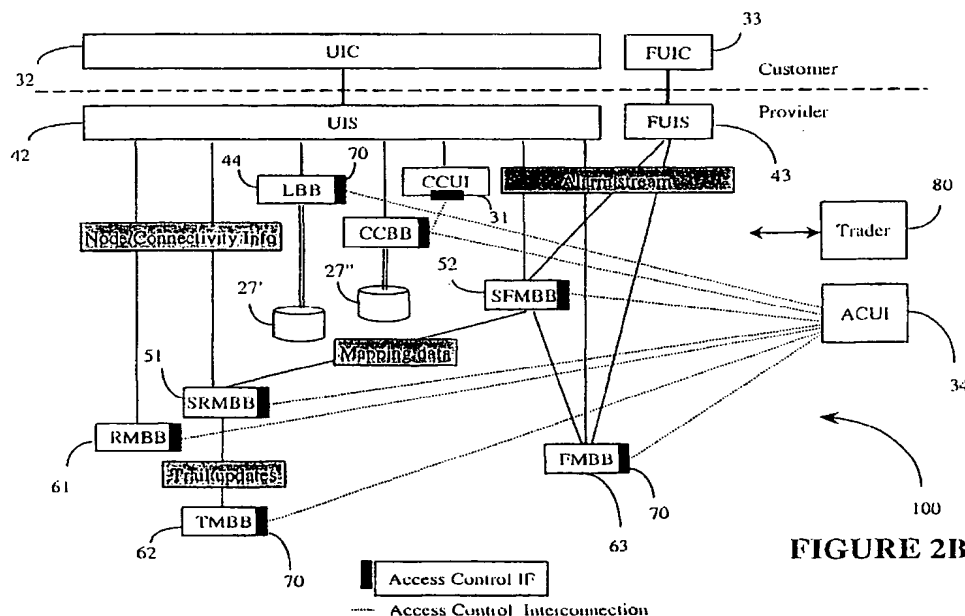 33
UIC
FUIC
32
Customer
Provider
UIS
FUIS
42
44
70
43
LBB
CCUI
Alarm stream
31
80
Node/Connectivity Info
CCBB
Trader
52
27'
27"
SFMBB
ACUI
Mapping data
51
34
SRMBB
RMBB
FMBB
61
Trail updates
70
100
TMBB
62
63
70
FIGURE 2B
Access Control IF
Access Control Interconnection